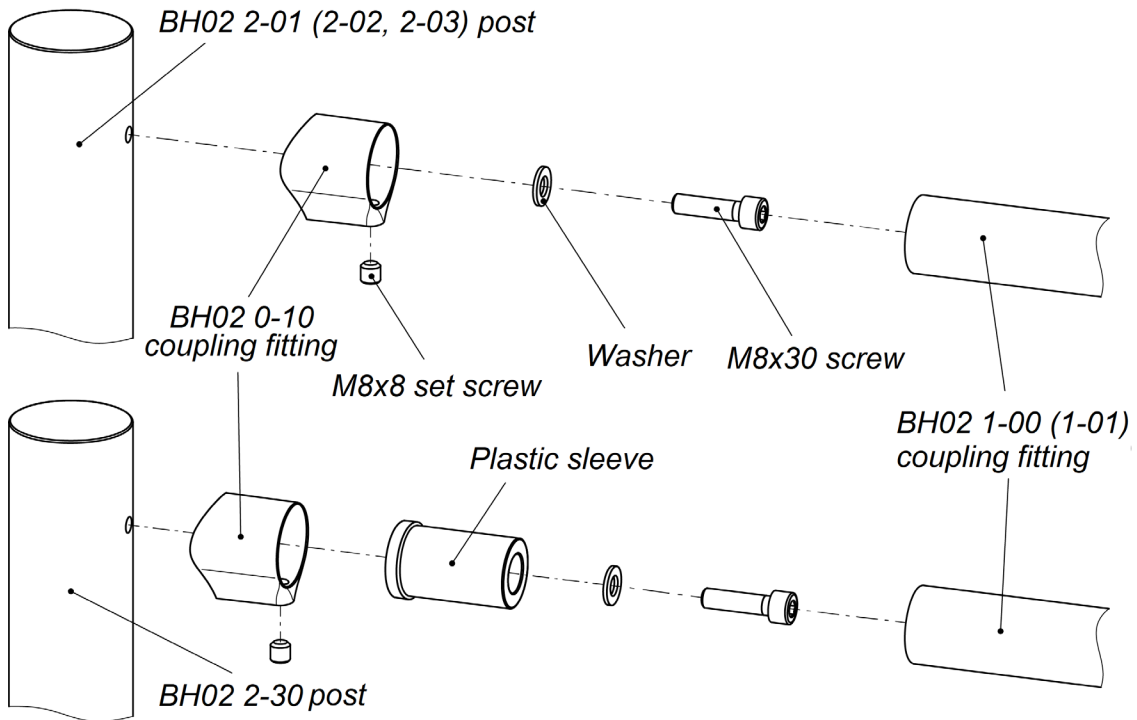 BH02 2-01 (2-02, 2-03) post
BH02 0-10
coupling fitting
M8x8 set screw
Washer
M8x30 screw
BH02 1-00 (1-01)
coupling fitting
Plastic sleeve
BH02 2-30 post